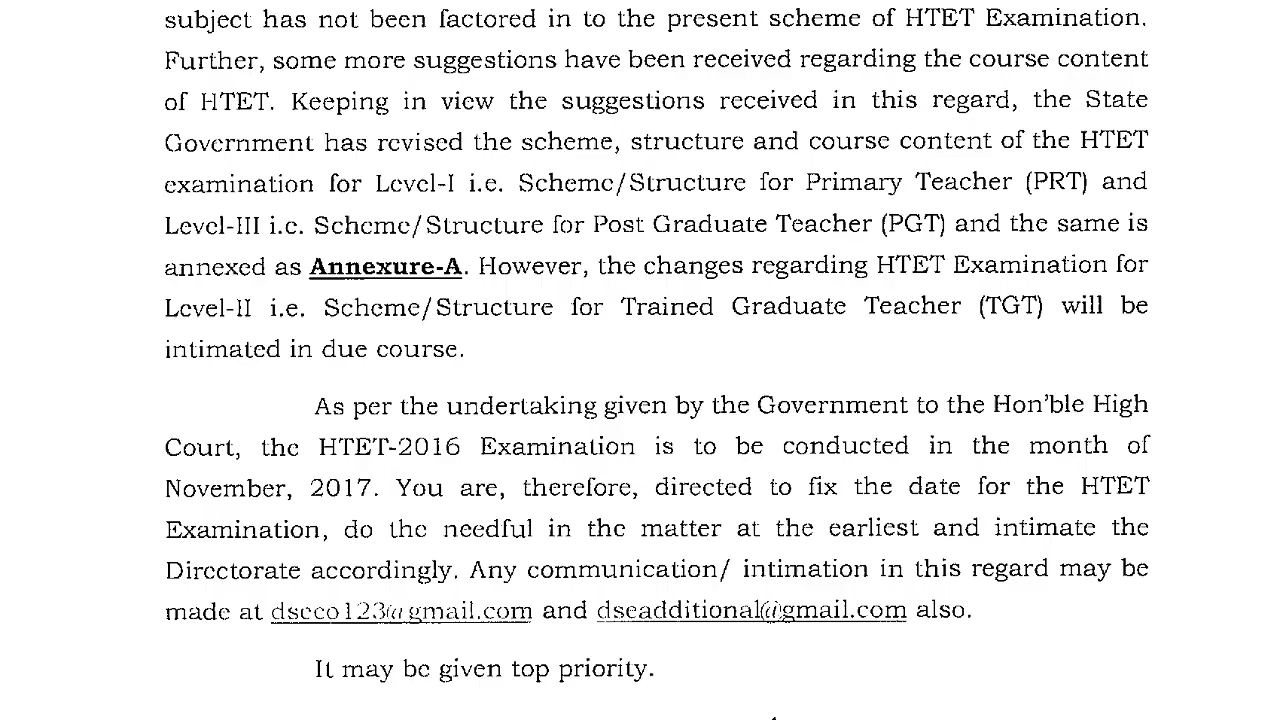 subject has not been factored in to the present scheme of HTET Examination.
Further, some more suggestions have been received regarding the course content
of HTET. Keeping in view the suggestions received in this regard, the State
Government has revised the scheme, structure and course content of the HTET
examination for Level-I i.e. Scheme/Structure for Primary Teacher (PRT) and
Level-III i.e. Scheme/Structure for Post Graduate Teacher (PGT) and the same is
annexed as Annexure-A. However, the changes regarding HTET Examination for
Level-II i.e. Scheme/Structure for Trained Graduate Teacher (TGT) will be
intimated in due course.
As per the undertaking given by the Government to the Hon'ble High
Court, the HTET-2016 Examination is to be conducted in the month of
November, 2017. You are, therefore, directed to fix the date for the HTET
Examination, do the needful in the matter at the earliest and intimate the
Directorate accordingly. Any communication/ intimation in this regard may be
made at dseco123@gmail.com and dseadditional@gmail.com also.
It may be given top priority.